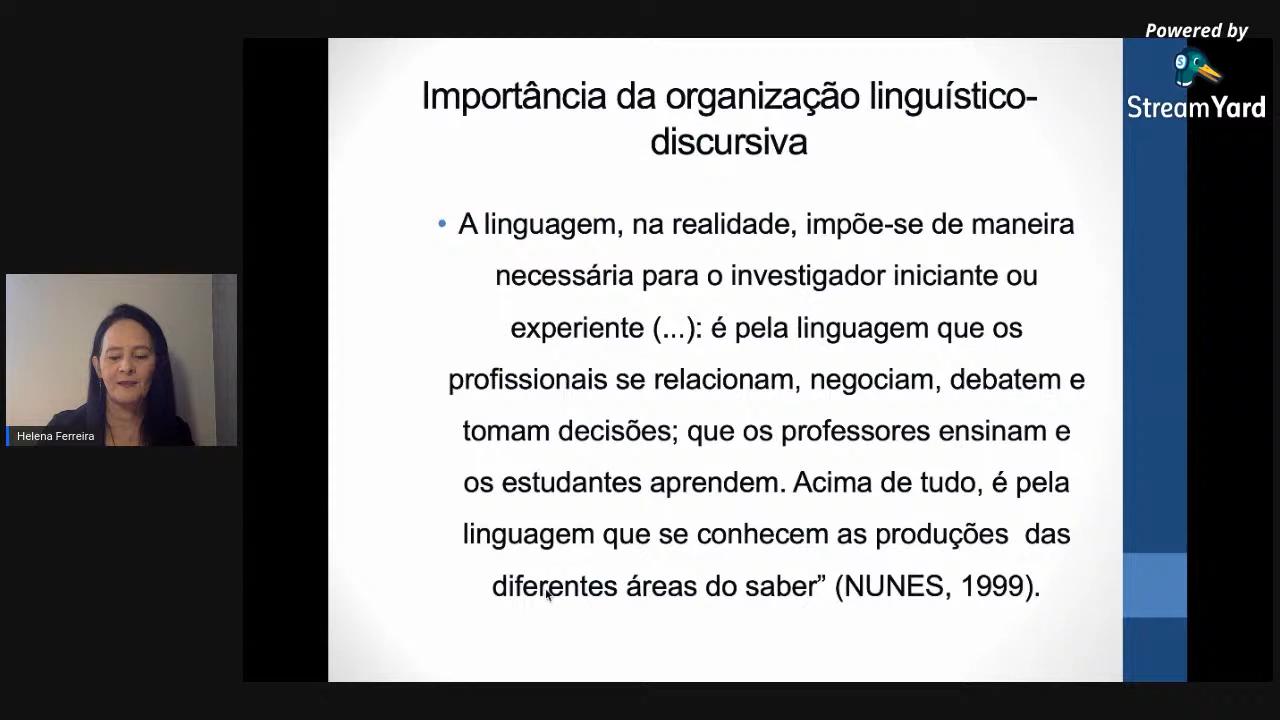 Powered by
StreamYard
Importância da organização linguístico-
discursiva
• A linguagem, na realidade, impõe-se de maneira
necessária para o investigador iniciante ou
experiente (...): é pela linguagem que os
profissionais se relacionam, negociam, debatem e
tomam decisões; que os professores ensinam e
os estudantes aprendem. Acima de tudo, é pela
linguagem que se conhecem as produções das
diferentes áreas do saber” (NUNES, 1999).
Helena Ferreira